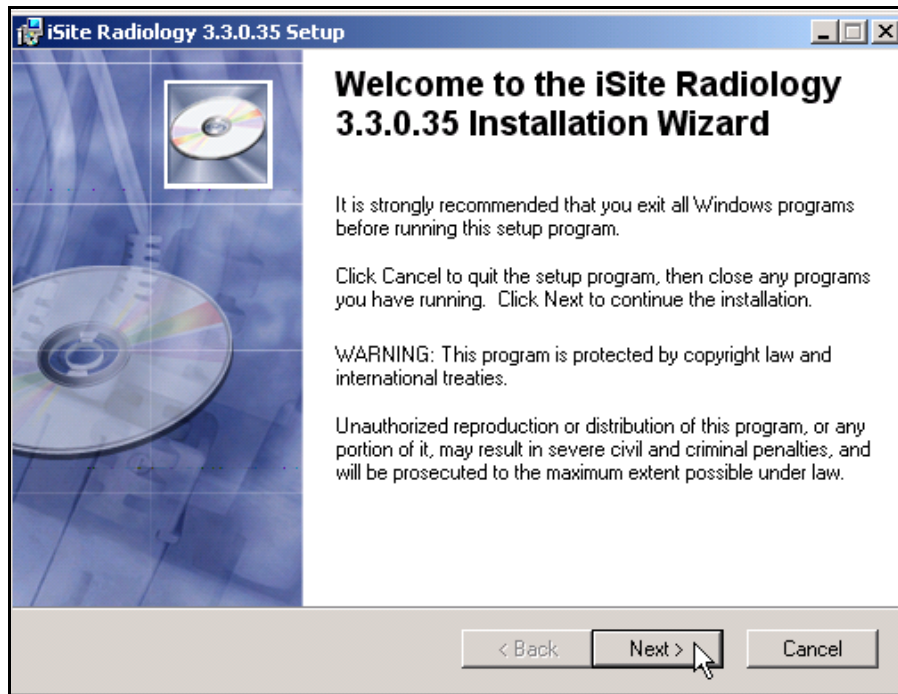 iSite Radiology 3.3.0.35 Setup
Welcome to the iSite Radiology
3.3.0.35 Installation Wizard
It is strongly recommended that you exit all Windows programs
before running this setup program.
Click Cancel to quit the setup program, then close any programs
you have running.  Click Next to continue the installation.
WARNING: This program is protected by copyright law and
international treaties.
Unauthorized reproduction or distribution of this program, or any
portion of it, may result in severe civil and criminal penalties, and
will be prosecuted to the maximum extent possible under law.
< Back
Next >
Cancel